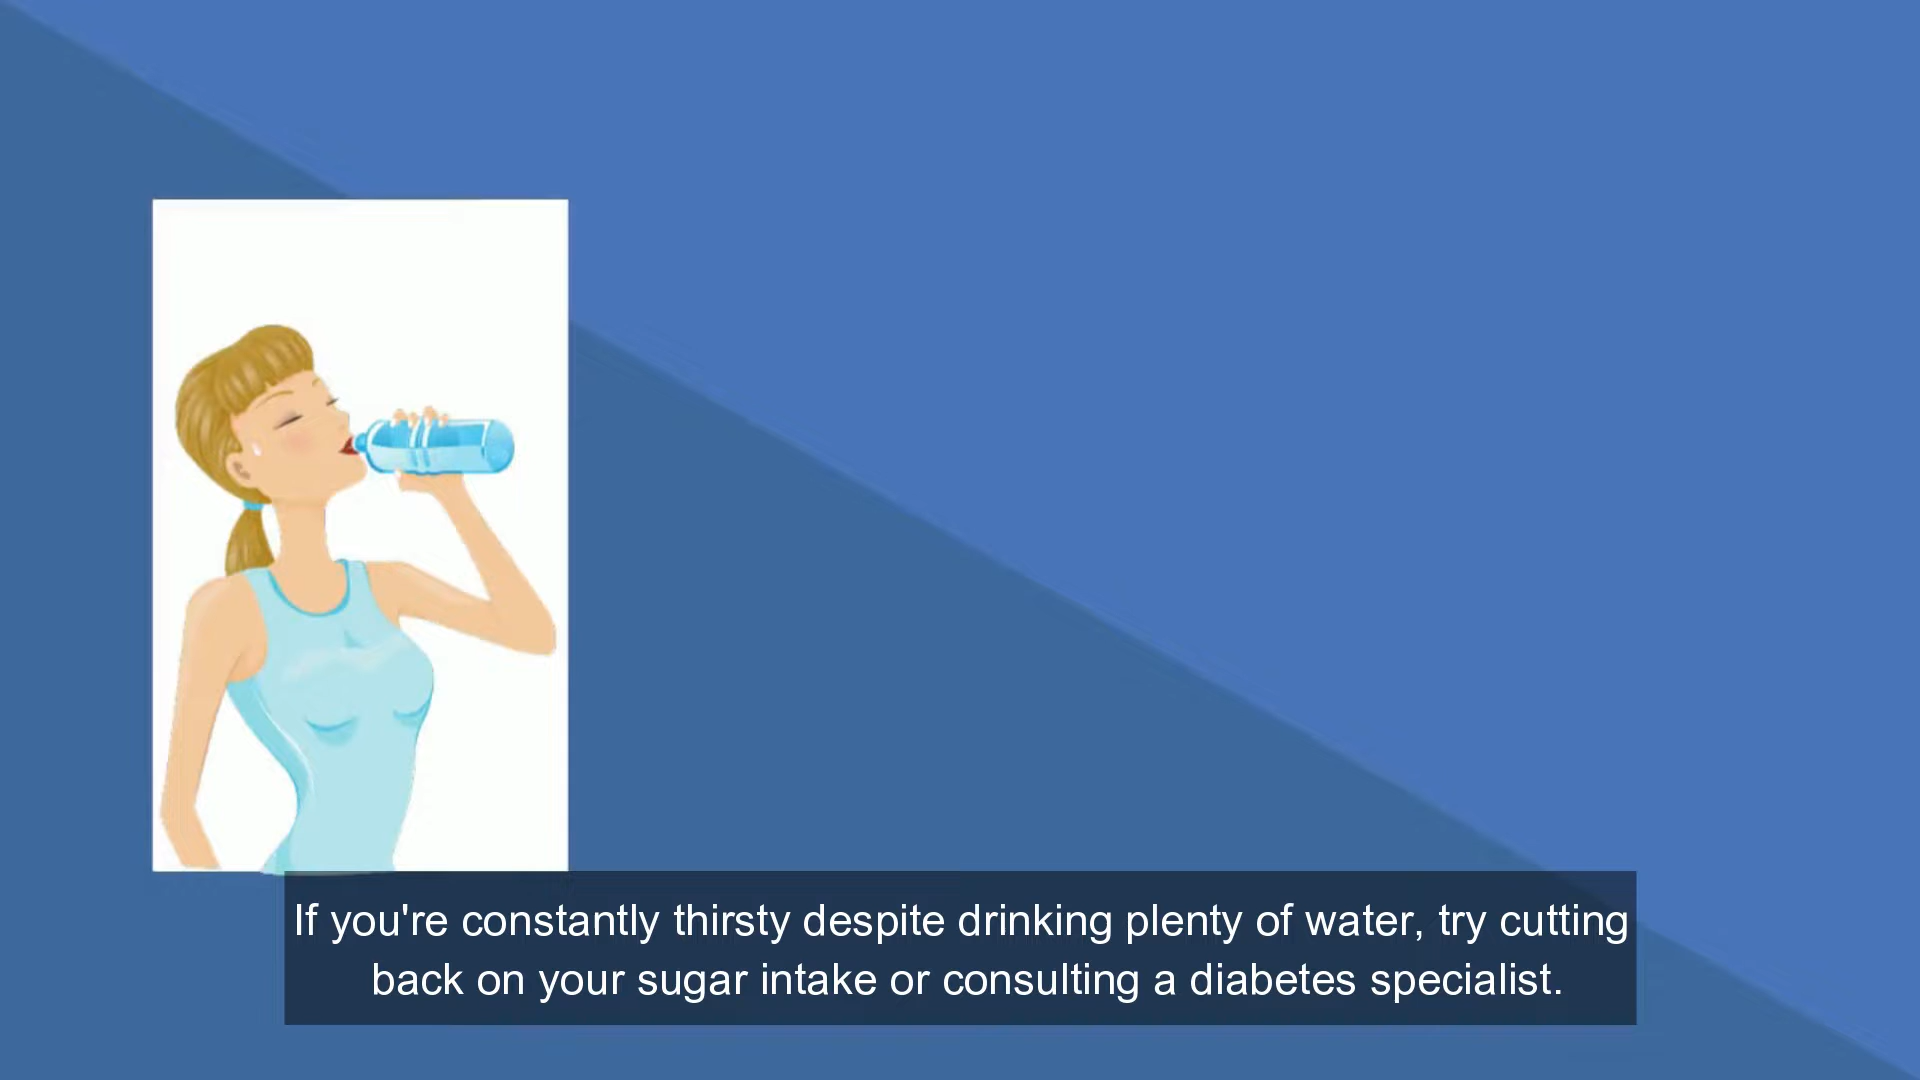 If you're constantly thirsty despite drinking plenty of water, try cutting
back on your sugar intake or consulting a diabetes specialist.